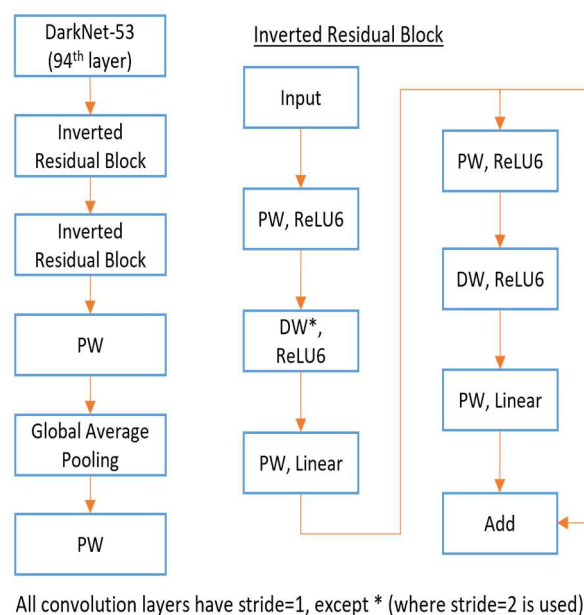 DarkNet-53
(94th layer)
Inverted
Residual Block
Inverted
Residual Block
PW
Global Average
Pooling
PW
Inverted Residual Block
Input
PW, ReLU6
DW*,
ReLU6
PW, Linear
PW, ReLU6
DW, ReLU6
PW, Linear
Add
All convolution layers have stride=1, except * (where stride=2 is used)